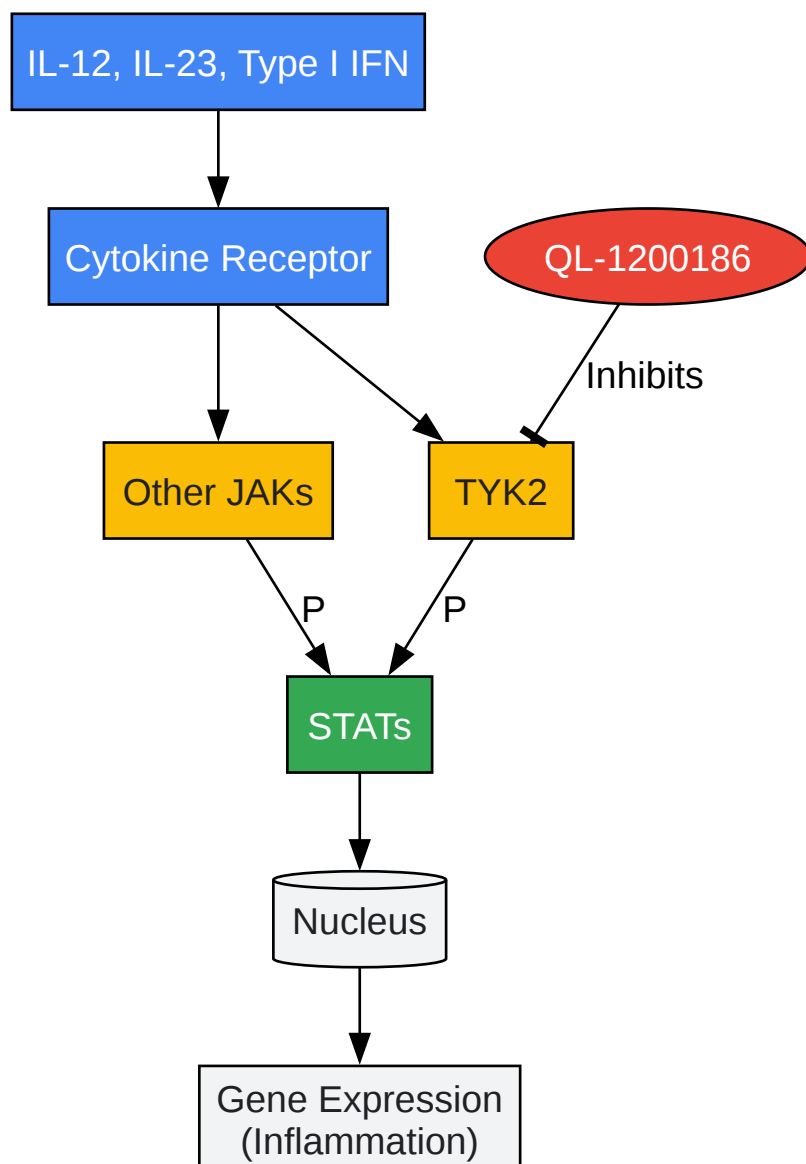 IL-12, IL-23, Type I IFN
Cytokine Receptor
QL-1200186
Inhibits
Other JAKs
TYK2
P
P
STATs
Nucleus
Gene Expression
(Inflammation)